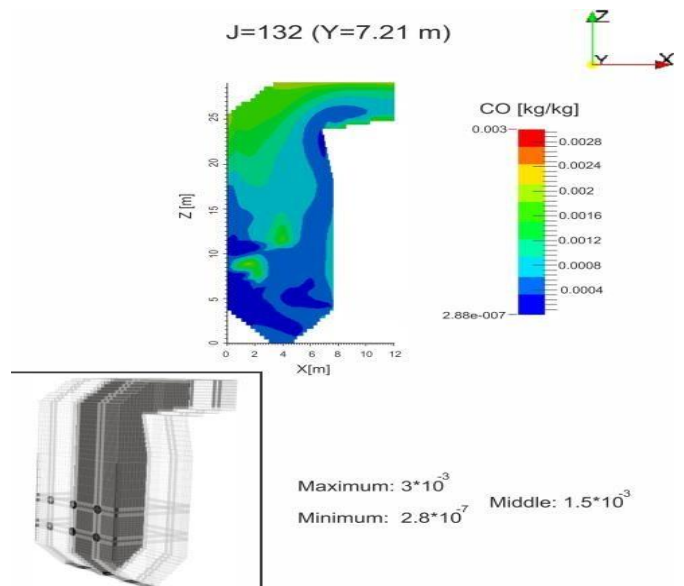 J=132 (Y=7.21 m)
Z
Y
X
CO [kg/kg]
0.003
0.0028
0.0024
0.002
0.0016
0.0012
0.0008
0.0004
2.88e-007
Z [m]
25
20
15
10
5
0
0 2 4 6 8 10 12
X[m]
Maximum: 3*10^-3
Minimum: 2.8*10^-7
Middle: 1.5*10^-3